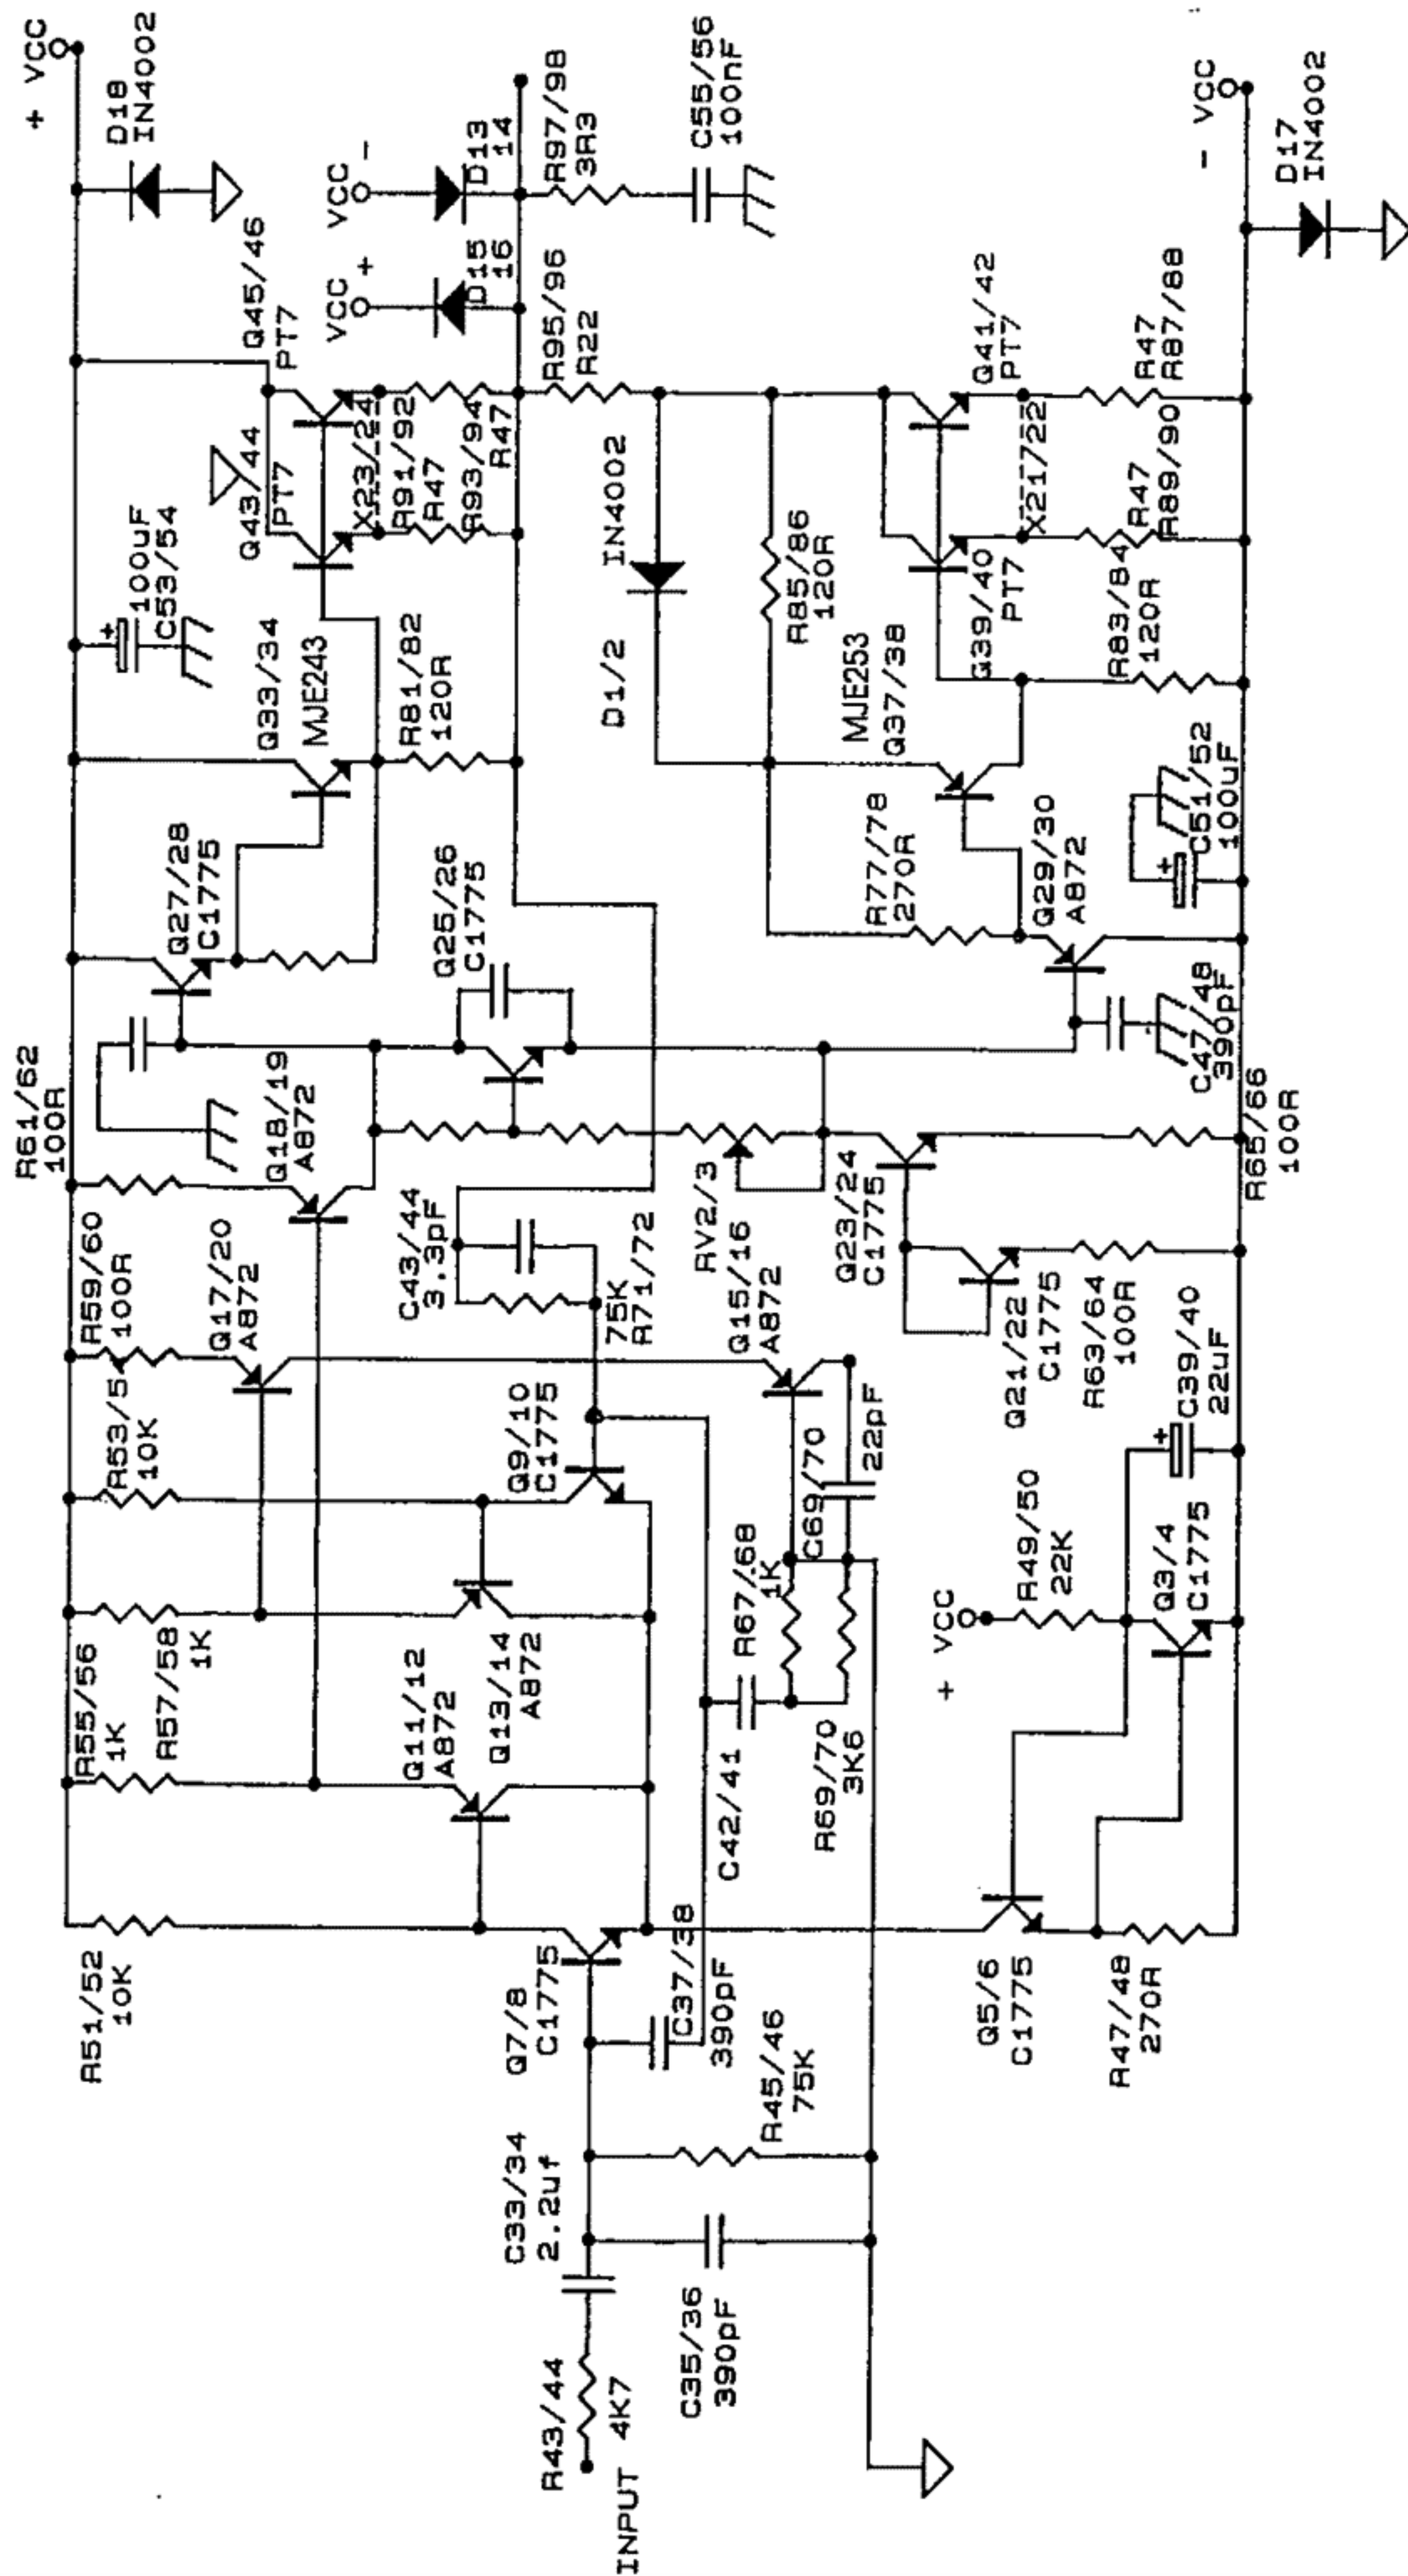 + VCC
D18
IN4002
Q45/46
PT7
VCC
+
VCC
-
D15
16
D13
14
R97/98
3R3
C55/56
100nF
- VCC
D17
IN4002
100uF
C53/54
Q43/44
PT7
X23/24
R91/92
R47
R93/94
R47
R95/96
R22
IN4002
D1/2
R85/86
120R
Q41/42
PT7
X21/22
R47
R87/88
R47
R89/90
Q39/40
PT7
R83/84
120R
Q33/34
MJE243
R81/82
120R
MJE253
Q37/38
R77/78
270R
Q29/30
A872
C51/52
100uF
C47/48
390pF
Q27/28
C1775
Q25/26
C1775
R61/62
100R
Q18/19
A872
C43/44
3.3pF
75K
R71/72
RV2/3
Q15/16
A872
Q23/24
C1775
R65/66
100R
R59/60
100R
Q17/20
A872
Q21/22
C1775
R63/64
100R
C39/40
22uF
R53/54
10K
Q9/10
C1775
C69/70
22pF
R67/68
1K
R69/70
3K6
C42/41
+ VCC
R49/50
22K
Q3/4
C1775
R55/56
1K
R57/58
1K
Q11/12
A872
Q13/14
A872
R51/52
10K
Q7/8
C1775
C37/38
390pF
R45/46
75K
Q5/6
C1775
R47/48
270R
C33/34
2.2uf
C35/36
390pF
R43/44
4K7
INPUT